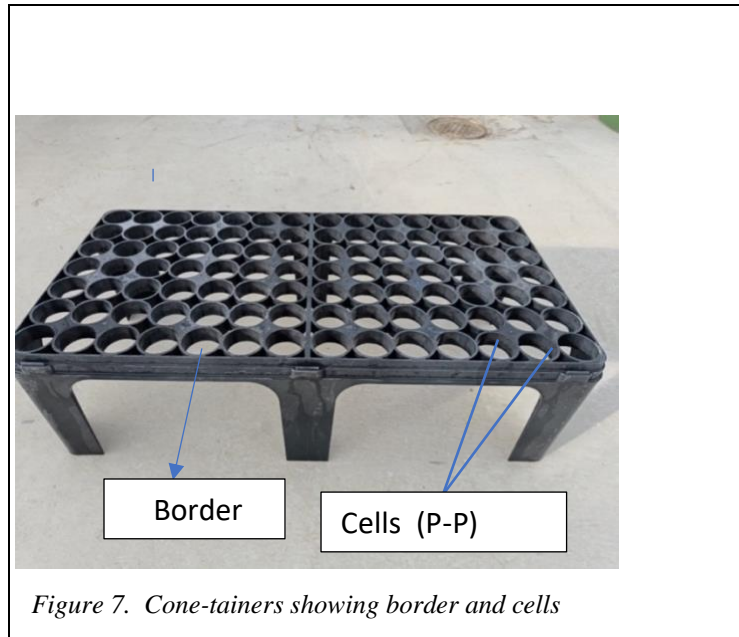 Border
Cells (P-P)
Figure 7. Cone-tainers showing border and cells